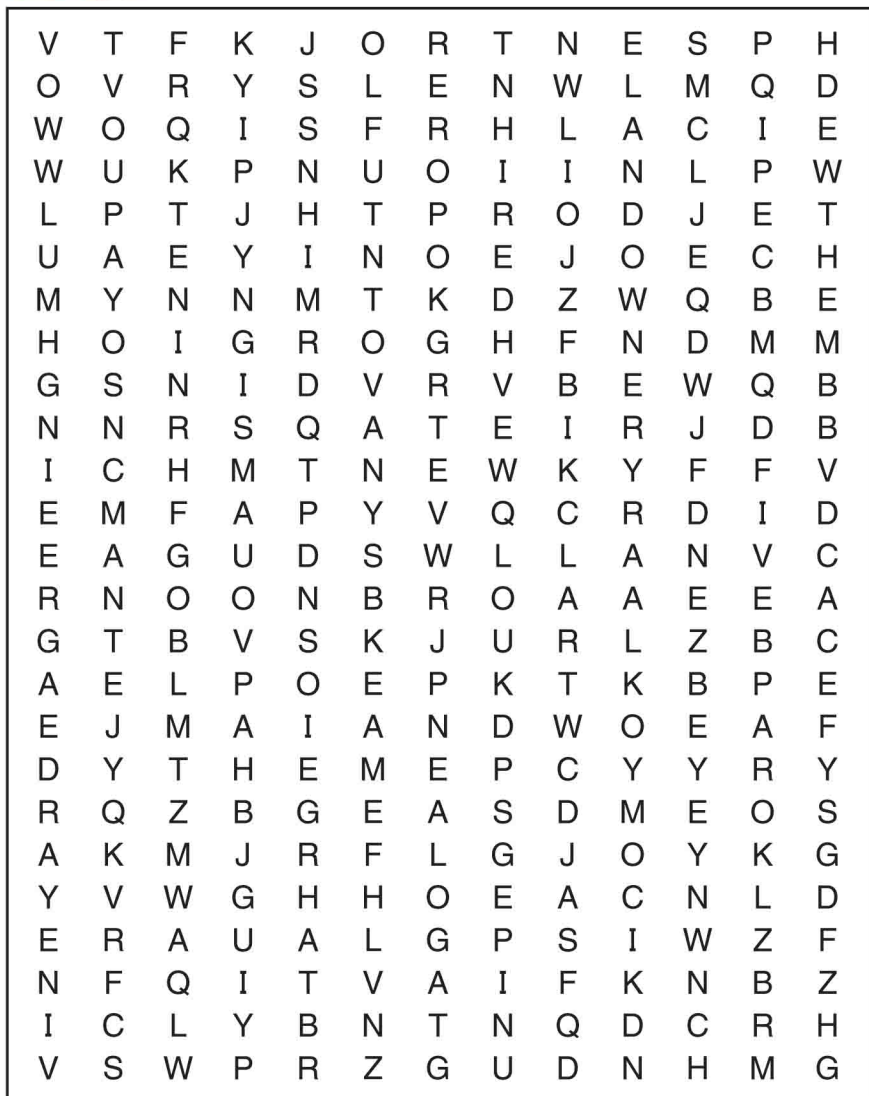 V T F K J O R T N E S P H
O V R Y S L E N W L M Q D
W O Q I S F R H L A C I E
W U K P N U O I I N L P W
L P T J H T P R O D J E T
U A E Y I N O E J O E C H
M Y N N M T K D Z W Q B E
H O I G R O G H F N D M M
G S N I D V R V B E W Q B
N N R S Q A T E I R J D B
I C H M T N E W K Y F F V
E M F A P Y V Q C R D I D
E A G U D S W L L A N V C
R N O O N B R O A A E E A
G T B V S K J U R L Z B C
A E L P O E P K T K B P E
E J M A I A N D W O E A F
D Y T H E M E P C Y Y R Y
R Q Z B G E A S D M E O S
A K M J R F L G J O Y K G
Y V W G H H O E A C N L D
E R A U A L G P S I W Z F
N F Q I T V A I F K N B Z
I C L Y B N T N Q D C R H
V S W P R Z G U D N H M G